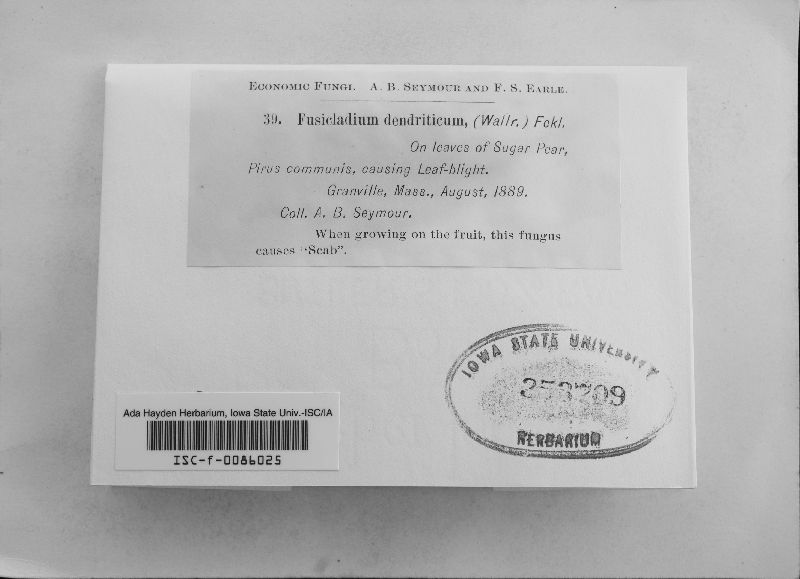 ECONOMIC FUNGI. A. B. SEYMOUR AND F. S. EARLE.
39. Fusicladium dendriticum, (Wallr.) Fckl.
On leaves of Sugar Pear,
Pirus communis, causing Leaf-blight.
Granville, Mass., August, 1889.
Coll. A. B. Seymour.
When growing on the fruit, this fungus
causes "Scab".
IOWA STATE UNIVERSITY
HERBARIUM
Ada Hayden Herbarium, Iowa State Univ.-ISC/IA
ISC-f-0086025